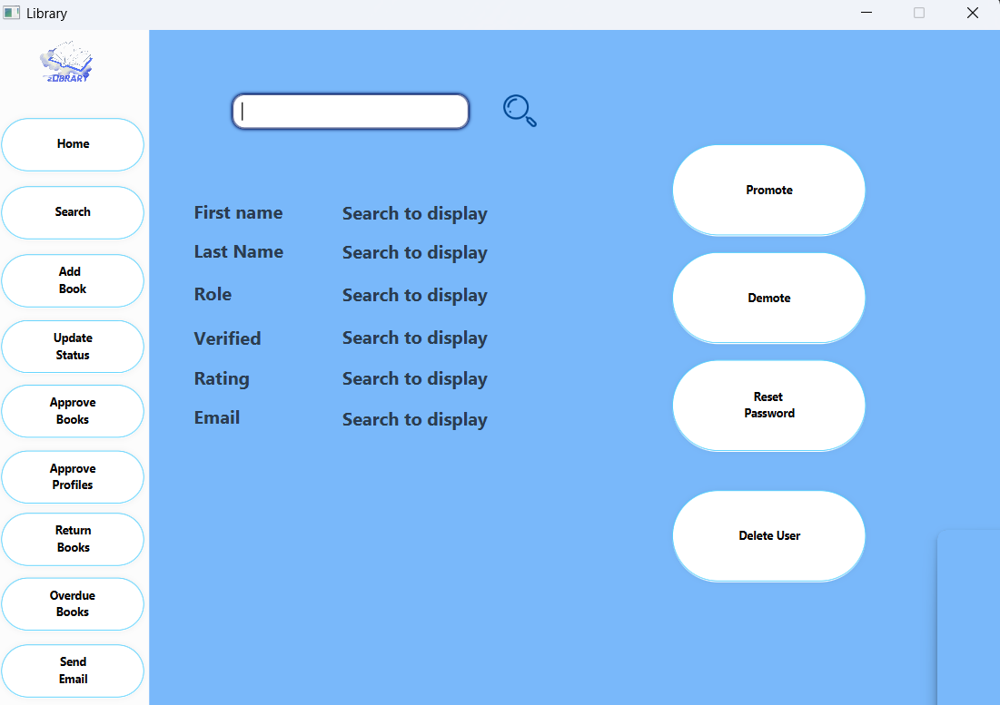 Library
eLIBRARY
Home
Search
Add
Book
Update
Status
Approve
Books
Approve
Profiles
Return
Books
Overdue
Books
Send
Email
First name Search to display
Last Name Search to display
Role Search to display
Verified Search to display
Rating Search to display
Email Search to display
Promote
Demote
Reset
Password
Delete User